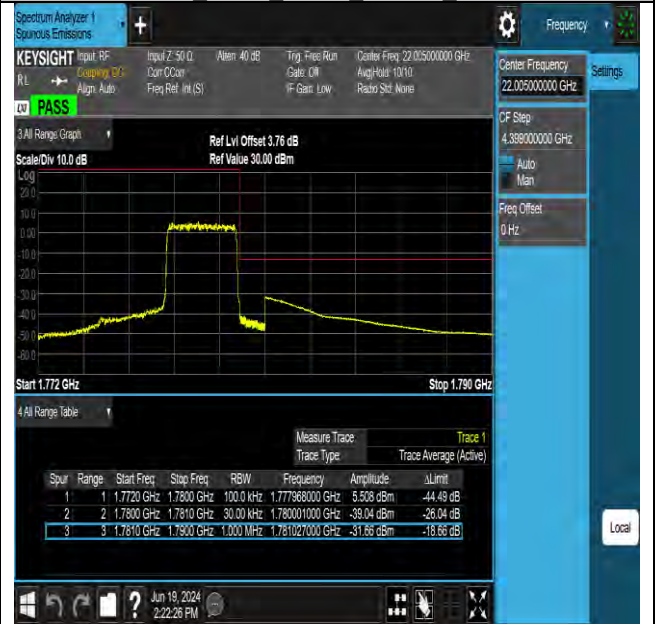 Spectrum Analyzer 1
Spurious Emissions
+
Frequency
KEYSIGHT Input: RF Input Z: 50 Ω Atten: 40 dB Trig: Free Run Center Freq: 22.005000000 GHz
RL Coupling: DC Corr CCorr Gate: Off Avg|Hold: 10/10
Align: Auto Freq Ref: Int (S) IF Gain: Low Radio Std: None
LXI PASS
3 All Range Graph
Ref Lvl Offset 3.76 dB
Scale/Div 10.0 dB Ref Value 30.00 dBm
Log
20.0
10.0
0.00
-10.0
-20.0
-30.0
-40.0
-50.0
-60.0
Start 1.772 GHz Stop 1.790 GHz
4 All Range Table
Measure Trace Trace 1
Trace Type Trace Average (Active)
Spur Range Start Freq Stop Freq RBW Frequency Amplitude ΔLimit
1 1 1.7720 GHz 1.7800 GHz 100.0 kHz 1.777968000 GHz 5.508 dBm -44.49 dB
2 2 1.7800 GHz 1.7810 GHz 30.00 kHz 1.780001000 GHz -39.04 dBm -26.04 dB
3 3 1.7810 GHz 1.7900 GHz 1.000 MHz 1.781027000 GHz -31.66 dBm -18.66 dB
Center Frequency
22.005000000 GHz
Settings
CF Step
4.399000000 GHz
Auto
Man
Freq Offset
0 Hz
Local
?
Jun 19, 2024
2:22:26 PM